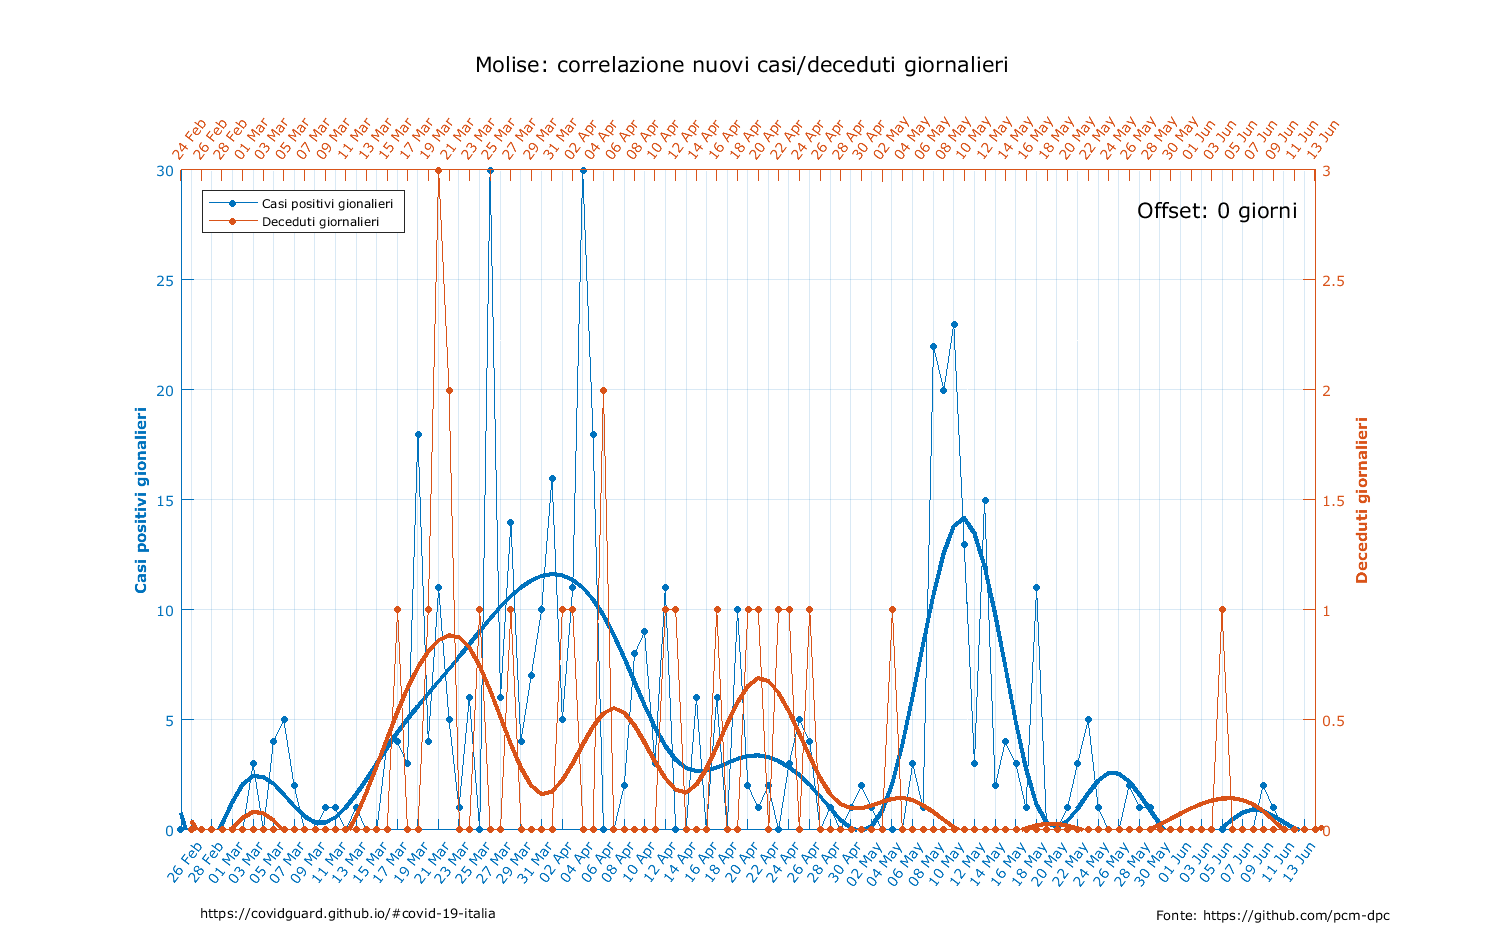 Molise: correlazione nuovi casi/deceduti giornalieri
24 Feb 26 Feb 28 Feb 01 Mar 03 Mar 05 Mar 07 Mar 09 Mar 11 Mar 13 Mar 15 Mar 17 Mar 19 Mar 21 Mar 23 Mar 25 Mar 27 Mar 29 Mar 31 Mar 02 Apr 04 Apr 06 Apr 08 Apr 10 Apr 12 Apr 14 Apr 16 Apr 18 Apr 20 Apr 22 Apr 24 Apr 26 Apr 28 Apr 30 Apr 02 May 04 May 06 May 08 May 10 May 12 May 14 May 16 May 18 May 20 May 22 May 24 May 26 May 28 May 30 May 01 Jun 03 Jun 05 Jun 07 Jun 09 Jun 11 Jun 13 Jun
30 3
Casi positivi gionalieri
Deceduti giornalieri
Offset: 0 giorni
25 2.5
20 2
15 1.5
10 1
5 0.5
0 0
Casi positivi gionalieri
Deceduti giornalieri
26 Feb 28 Feb 01 Mar 03 Mar 05 Mar 07 Mar 09 Mar 11 Mar 13 Mar 15 Mar 17 Mar 19 Mar 21 Mar 23 Mar 25 Mar 27 Mar 29 Mar 31 Mar 02 Apr 04 Apr 06 Apr 08 Apr 10 Apr 12 Apr 14 Apr 16 Apr 18 Apr 20 Apr 22 Apr 24 Apr 26 Apr 28 Apr 30 Apr 02 May 04 May 06 May 08 May 10 May 12 May 14 May 16 May 18 May 20 May 22 May 24 May 26 May 28 May 30 May 01 Jun 03 Jun 05 Jun 07 Jun 09 Jun 11 Jun 13 Jun
https://covidguard.github.io/#covid-19-italia
Fonte: https://github.com/pcm-dpc